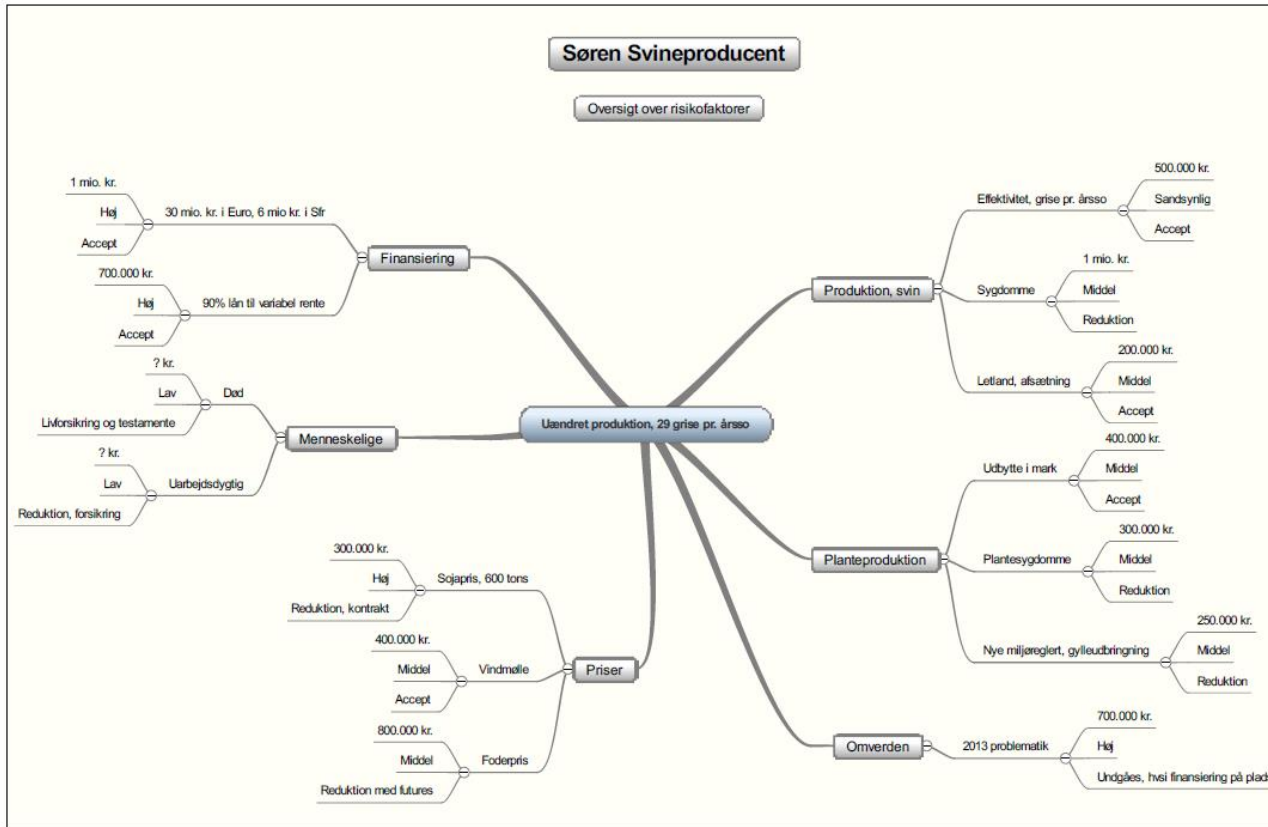 Søren Svineproducent
Oversigt over risikofaktorer
Uændret produktion, 29 grise pr. årsso
Finansiering
30 mio. kr. i Euro, 6 mio kr. i Sfr
1 mio. kr.
Høj
Accept
90% lån til variabel rente
700.000 kr.
Høj
Accept
Menneskelige
Død
? kr.
Lav
Livforsikring og testamente
Uarbejdsdygtig
? kr.
Lav
Reduktion, forsikring
Priser
Sojapris, 600 tons
300.000 kr.
Høj
Reduktion, kontrakt
Vindmølle
400.000 kr.
Middel
Accept
Foderpris
800.000 kr.
Middel
Reduktion med futures
Produktion, svin
Effektivitet, grise pr. årsso
500.000 kr.
Sandsynlig
Accept
Sygdomme
1 mio. kr.
Middel
Reduktion
Letland, afsætning
200.000 kr.
Middel
Accept
Planteproduktion
Udbytte i mark
400.000 kr.
Middel
Accept
Plantesygdomme
300.000 kr.
Middel
Reduktion
Nye miljøreglert, gylleudbringning
250.000 kr.
Middel
Reduktion
Omverden
2013 problematik
700.000 kr.
Høj
Undgåes, hvsi finansiering på plads